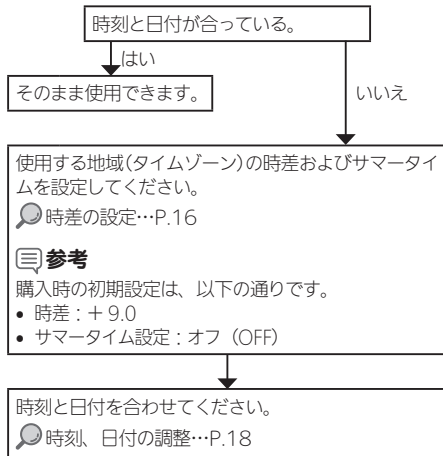 時刻と日付が合っている。
はい
いいえ
そのまま使用できます。
使用する地域(タイムゾーン)の時差およびサマータイ
ムを設定してください。
時差の設定…P.16
参考
購入時の初期設定は、以下の通りです。
• 時差：＋9.0
• サマータイム設定：オフ（OFF）
時刻と日付を合わせてください。
時刻、日付の調整…P.18